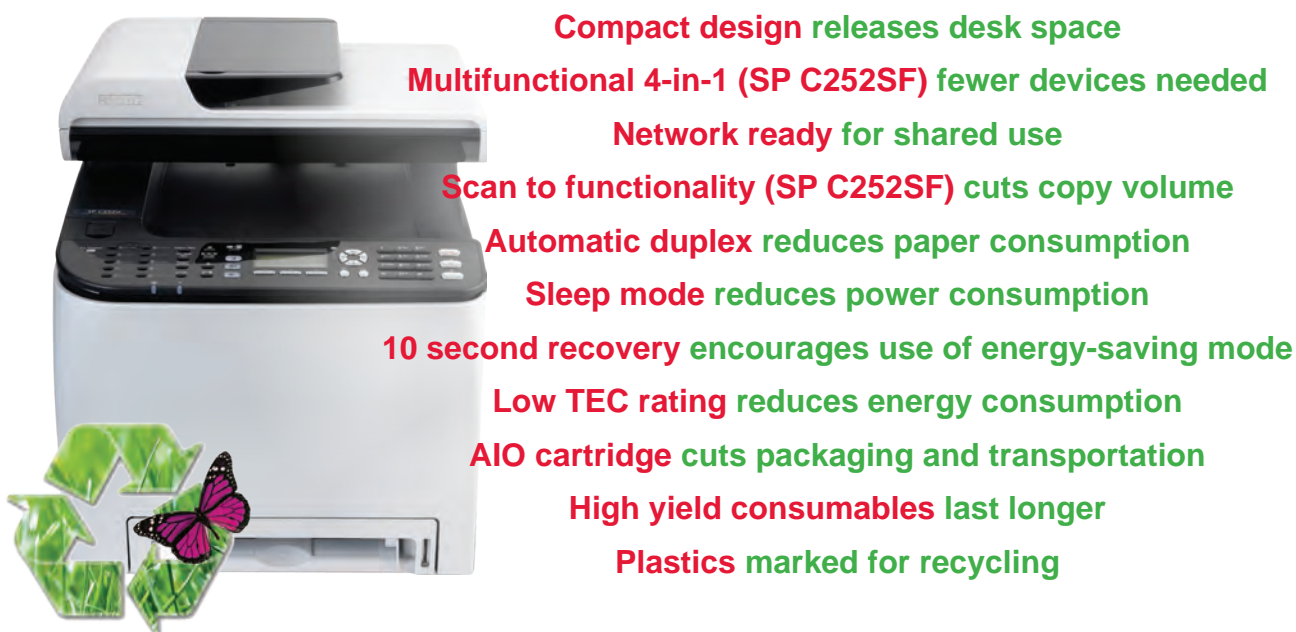 Compact design releases desk space
Multifunctional 4-in-1 (SP C252SF) fewer devices needed
Network ready for shared use
Scan to functionality (SP C252SF) cuts copy volume
Automatic duplex reduces paper consumption
Sleep mode reduces power consumption
10 second recovery encourages use of energy-saving mode
Low TEC rating reduces energy consumption
AIO cartridge cuts packaging and transportation
High yield consumables last longer
Plastics marked for recycling